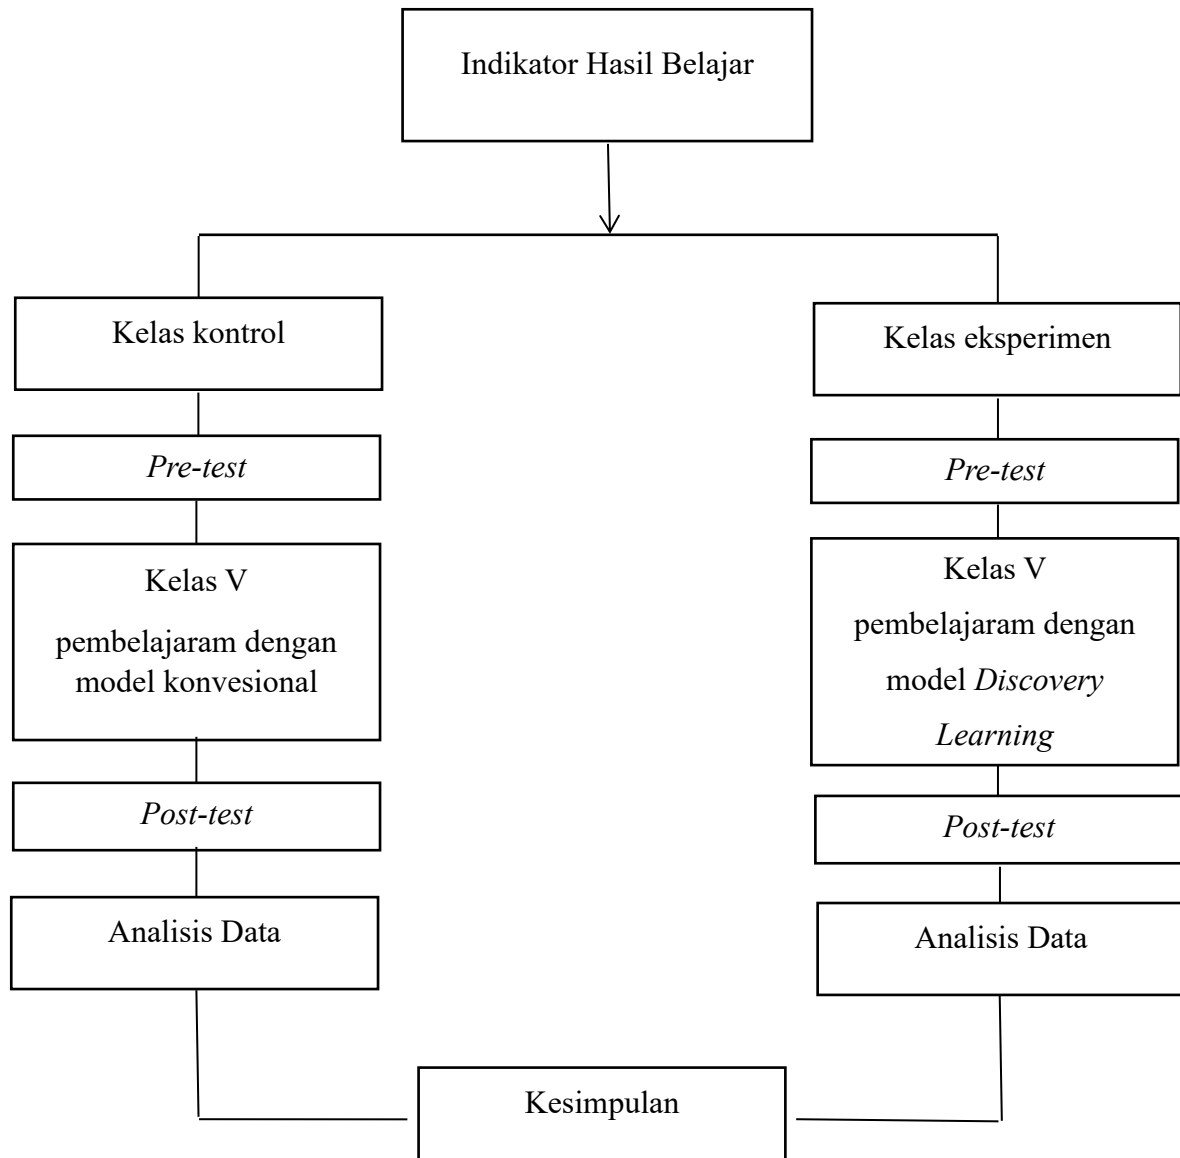 Indikator Hasil Belajar
Kelas kontrol
Kelas eksperimen
Pre-test
Pre-test
Kelas V
pembelajaram dengan
model konvesional
Kelas V
pembelajaram dengan
model Discovery
Learning
Post-test
Post-test
Analisis Data
Analisis Data
Kesimpulan